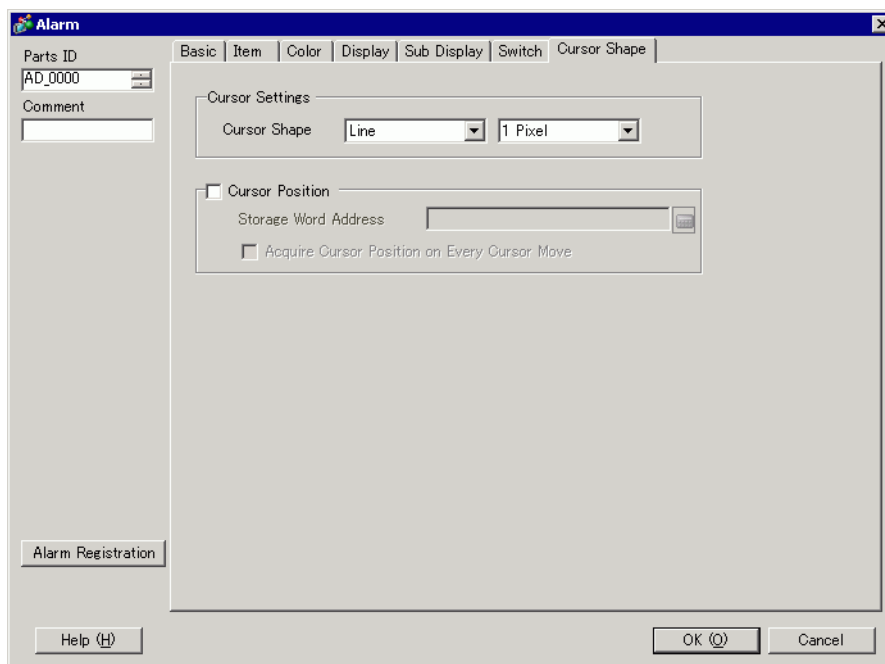 Alarm
Parts ID
AD_0000
Comment
Basic Item Color Display Sub Display Switch Cursor Shape
Cursor Settings
Cursor Shape Line 1 Pixel
Cursor Position
Storage Word Address
Acquire Cursor Position on Every Cursor Move
Alarm Registration
Help (H) OK (O) Cancel